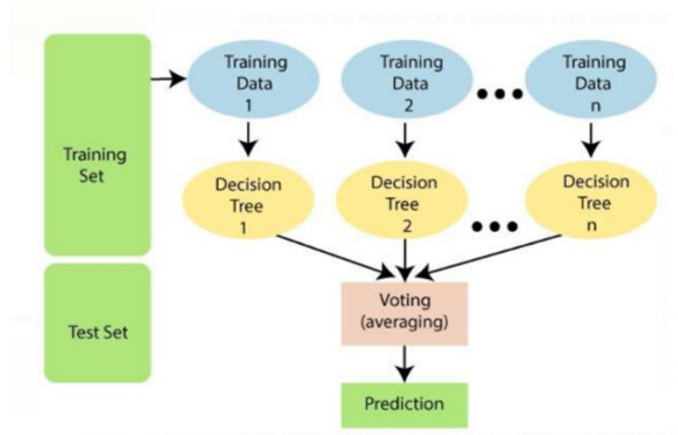 Training
Set
Test Set
Training
Data
1
Training
Data
2
Training
Data
n
Decision
Tree
1
Decision
Tree
2
Decision
Tree
n
Voting
(averaging)
Prediction